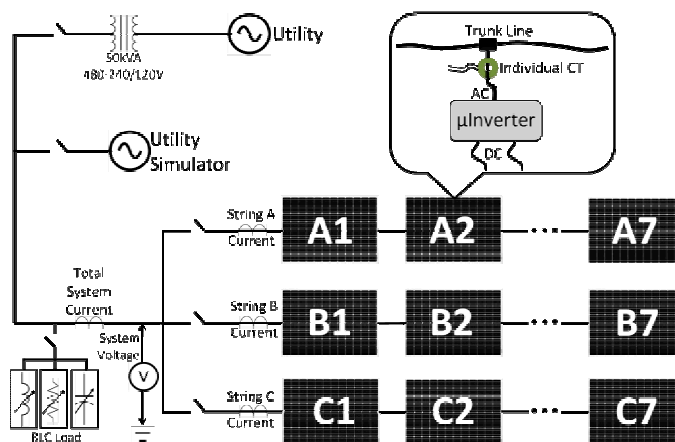 50kVA
480-240/120V
Utility
Utility
Simulator
Trunk Line
Individual CT
AC
µInverter
DC
String A
Current
A1
A2
A7
Total
System
Current
System
Voltage
V
String B
Current
B1
B2
B7
String C
Current
C1
C2
C7
RLC Load